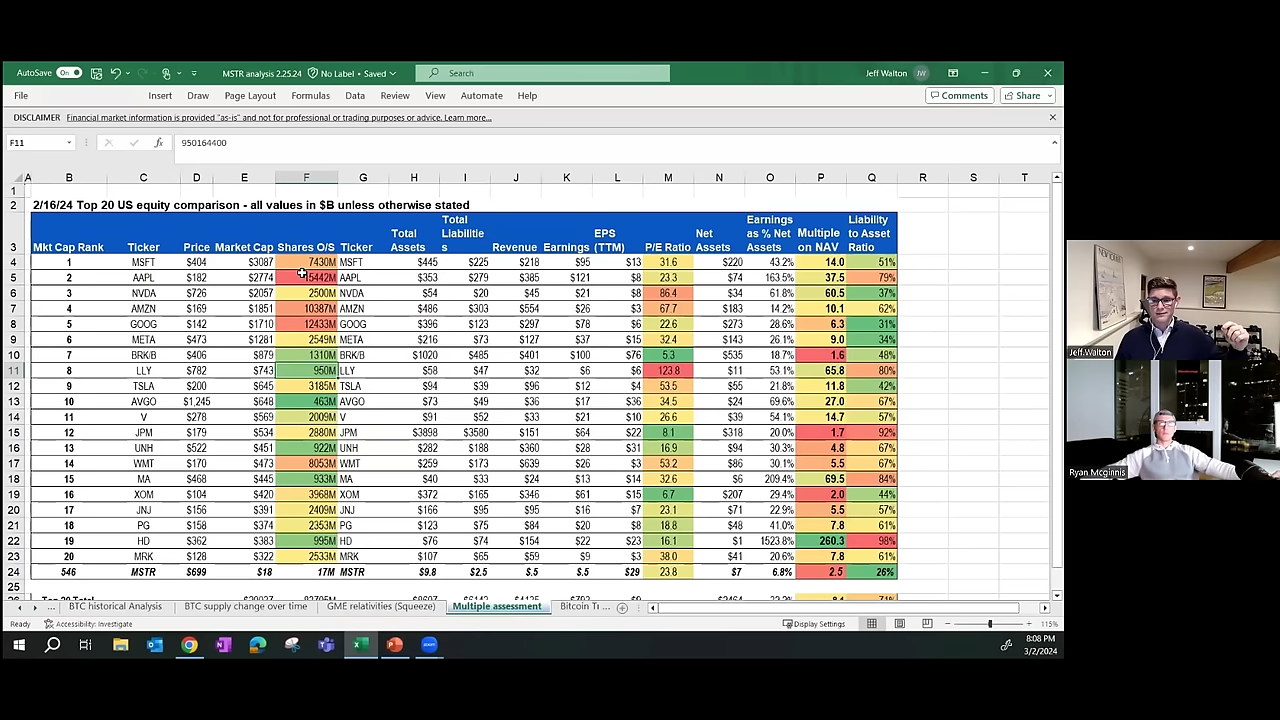 AutoSave On MSTR analysis 2.25.24 No Label • Saved Search Jeff Walton JW
File Insert Draw Page Layout Formulas Data Review View Automate Help Comments Share
DISCLAIMER Financial market information is provided "as-is" and not for professional or trading purposes or advice. Learn more...
F11 fx 950164400
A B C D E F G H I J K L M N O P Q R S T
1
2 2/16/24 Top 20 US equity comparison - all values in $B unless otherwise stated
3 Mkt Cap Rank Ticker Price Market Cap Shares O/S Ticker Total Assets Total Liabilities Revenue Earnings EPS (TTM) P/E Ratio Net Assets Earnings as % Net Assets Multiple on NAV Liability to Asset Ratio
4 1 MSFT $404 $3087 7430M MSFT $445 $225 $218 $95 $13 31.6 $220 43.2% 14.0 51%
5 2 AAPL $182 $2774 15442M AAPL $353 $279 $385 $121 $8 23.3 $74 163.5% 37.5 79%
6 3 NVDA $726 $2057 2500M NVDA $54 $20 $45 $21 $8 86.4 $34 61.8% 60.5 37%
7 4 AMZN $169 $1851 10387M AMZN $486 $303 $554 $26 $3 67.7 $183 14.2% 10.1 62%
8 5 GOOG $142 $1710 12433M GOOG $396 $123 $297 $78 $6 22.6 $273 28.6% 6.3 31%
9 6 META $473 $1281 2549M META $216 $73 $127 $37 $15 32.4 $143 26.1% 9.0 34%
10 7 BRK/B $406 $879 1310M BRK/B $1020 $485 $401 $100 $76 5.3 $535 18.7% 1.6 48%
11 8 LLY $782 $743 950M LLY $58 $47 $32 $6 $6 123.8 $11 53.1% 65.8 80%
12 9 TSLA $200 $645 3185M TSLA $94 $39 $96 $12 $4 53.5 $55 21.8% 11.8 42%
13 10 AVGO $1,245 $648 463M AVGO $73 $49 $36 $17 $36 34.5 $24 69.6% 27.0 67%
14 11 V $278 $569 2009M V $91 $52 $33 $21 $10 26.6 $39 54.1% 14.7 57%
15 12 JPM $179 $534 2880M JPM $3898 $3580 $151 $64 $22 8.1 $318 20.0% 1.7 92%
16 13 UNH $522 $451 922M UNH $282 $188 $360 $28 $31 16.9 $94 30.3% 4.8 67%
17 14 WMT $170 $473 8053M WMT $259 $173 $639 $26 $3 53.2 $86 30.1% 5.5 67%
18 15 MA $468 $445 933M MA $40 $33 $24 $13 $14 32.6 $6 209.4% 69.5 84%
19 16 XOM $104 $420 3968M XOM $372 $165 $346 $61 $15 6.7 $207 29.4% 2.0 44%
20 17 JNJ $156 $391 2409M JNJ $166 $95 $95 $16 $7 23.1 $71 22.9% 5.5 57%
21 18 PG $158 $374 2353M PG $123 $75 $84 $20 $8 18.8 $48 41.0% 7.8 61%
22 19 HD $362 $383 995M HD $76 $74 $154 $22 $23 16.1 $1 1523.8% 260.3 98%
23 20 MRK $128 $322 2533M MRK $107 $65 $59 $9 $3 38.0 $41 20.6% 7.8 61%
24 546 MSTR $699 $18 17M MSTR $9.8 $2.5 $.5 $.5 $29 23.8 $7 6.8% 2.5 26%
25
... BTC historical Analysis BTC supply change over time GME relativities (Squeeze) Multiple assessment
Ready Accessibility: Investigate Display Settings 115%
8:08 PM
3/2/2024
Jeff Walton
Ryan Mcginnis